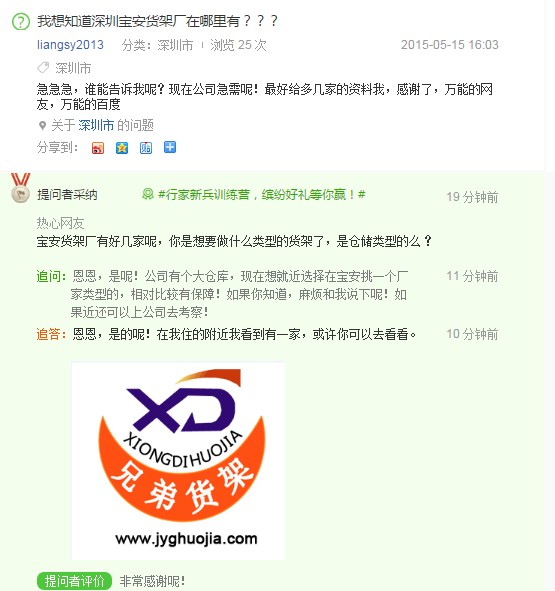 我想知道深圳宝安货架厂在哪里有？？？
liangsy2013 分类：深圳市 浏览 25 次 2015-05-15 16:03
深圳市
急急急，谁能告诉我呢？现在公司急需呢！最好给多几家的资料我，感谢了，万能的网
友，万能的百度
关于 深圳市 的问题
分享到：
提问者采纳 #行家新兵训练营，缤纷好礼等你赢！# 19 分钟前
热心网友
宝安货架厂有好几家呢，你是想要做什么类型的货架了，是仓储类型的么？
追问： 恩恩，是呢！公司有个大仓库，现在想就近选择在宝安挑一个厂 11 分钟前
家类型的，相对比较有保障！如果你知道，麻烦和我说下呢！如
果近还可以上公司去考察！
追答： 恩恩，是的呢！在我住的附近我看到有一家，或许你可以去看看。 10 分钟前
XD
XIONGDIHUOJIA
兄弟货架
www.jyghuojia.com
提问者评价 非常感谢呢！